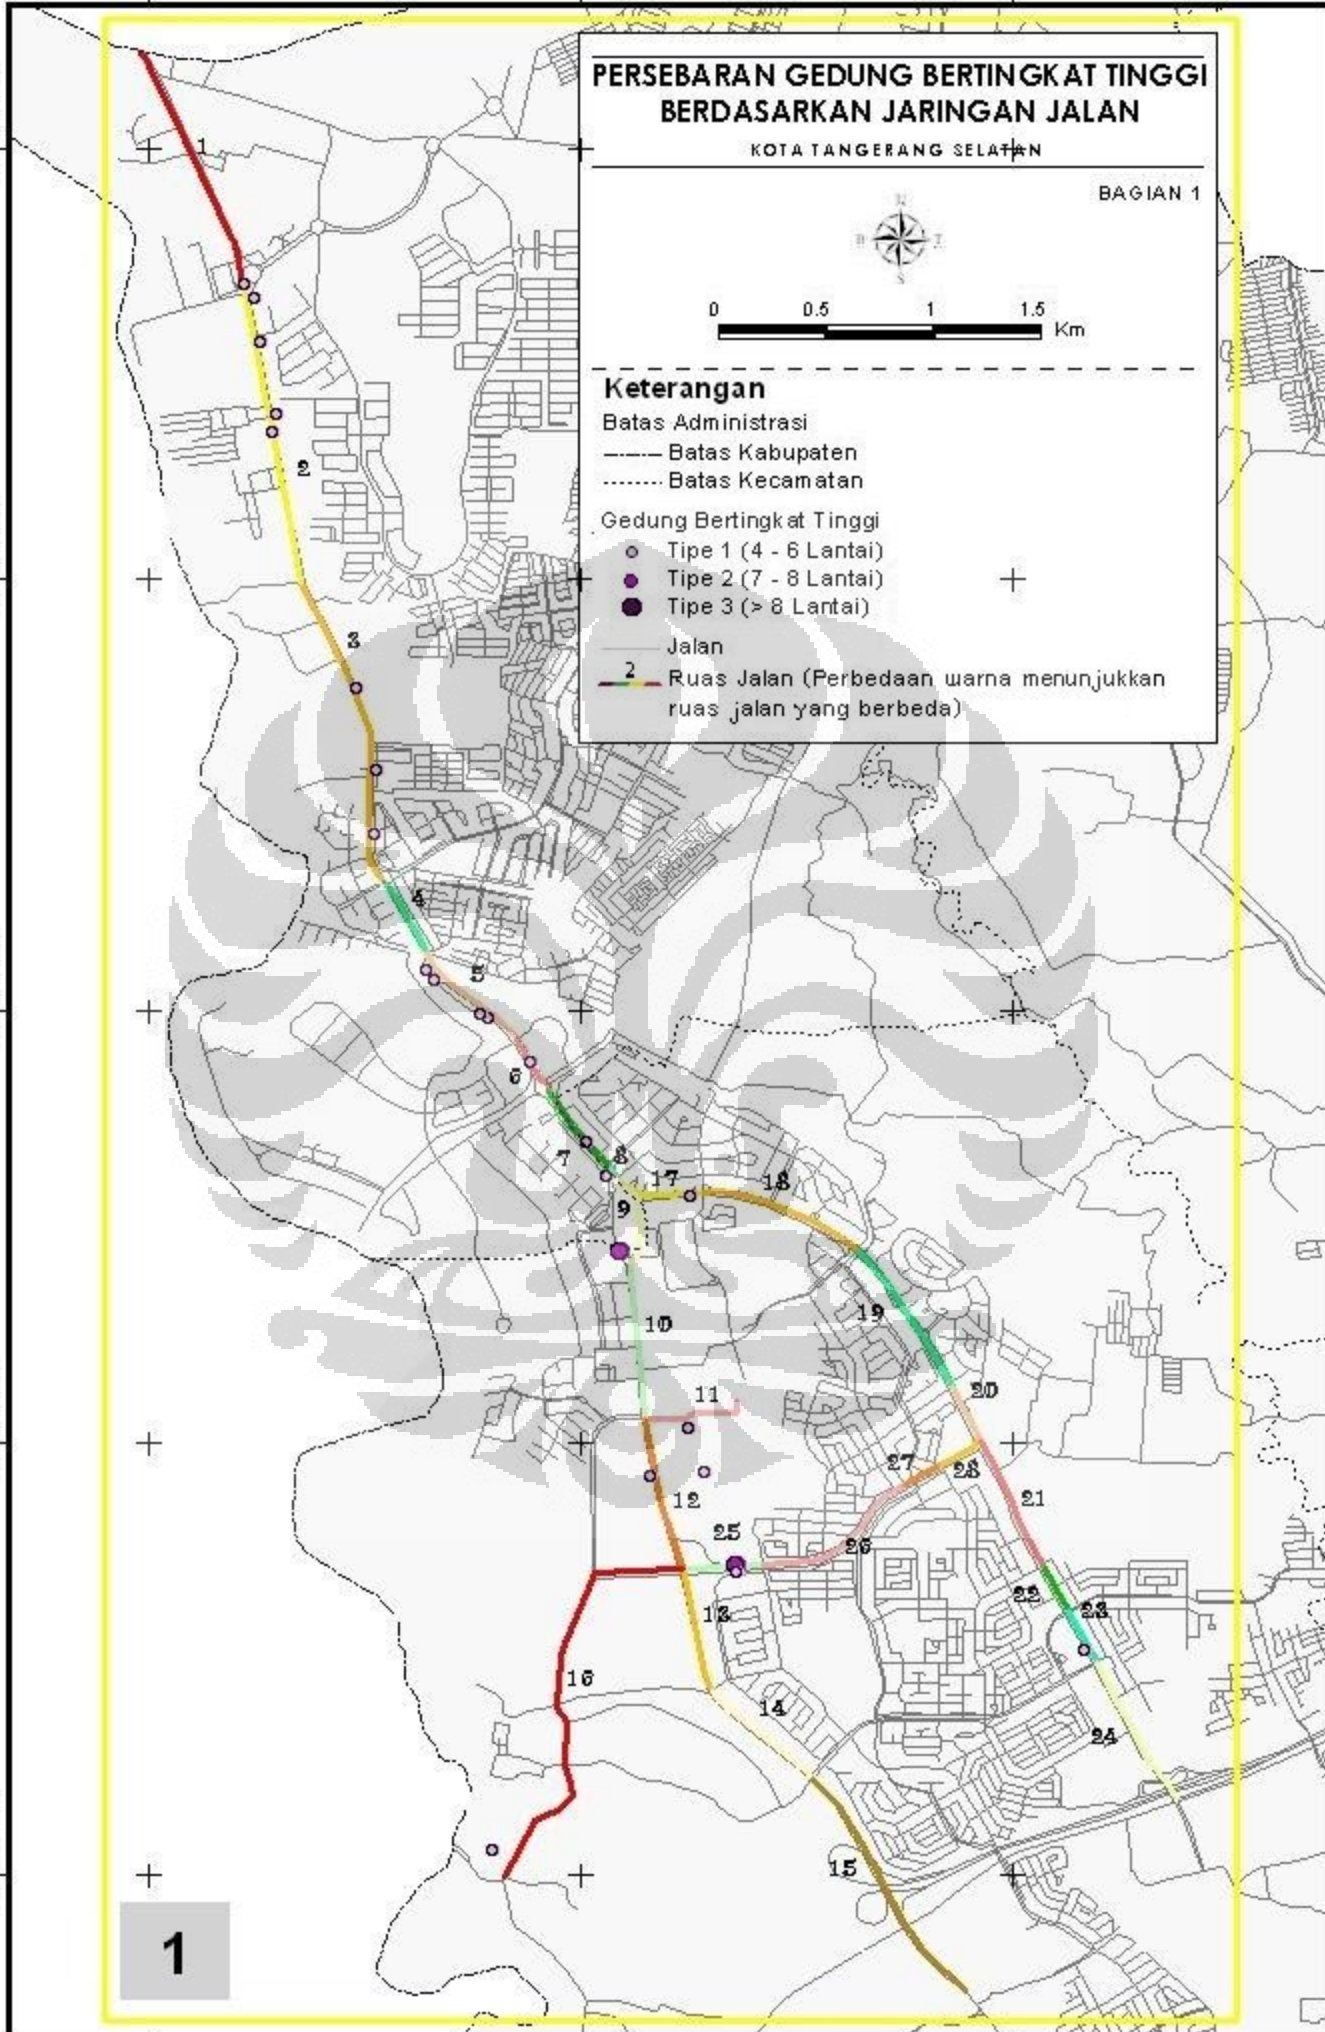 PERSEBARAN GEDUNG BERTINGKAT TINGGI
BERDASARKAN JARINGAN JALAN
KOTA TANGERANG SELATAN
BAGIAN 1
N
B T
S
0 0.5 1 1.5
Km
Keterangan
Batas Administrasi
Batas Kabupaten
Batas Kecamatan
Gedung Bertingkat Tinggi
Tipe 1 (4 - 6 Lantai)
Tipe 2 (7 - 8 Lantai)
Tipe 3 (> 8 Lantai)
Jalan
2
Ruas Jalan (Perbedaan warna menunjukkan
ruas jalan yang berbeda)
1
2
3
4
5
6
7
8
17
18
9
10
19
11
20
27
28
12
21
25
26
22
23
13
16
14
24
15
1